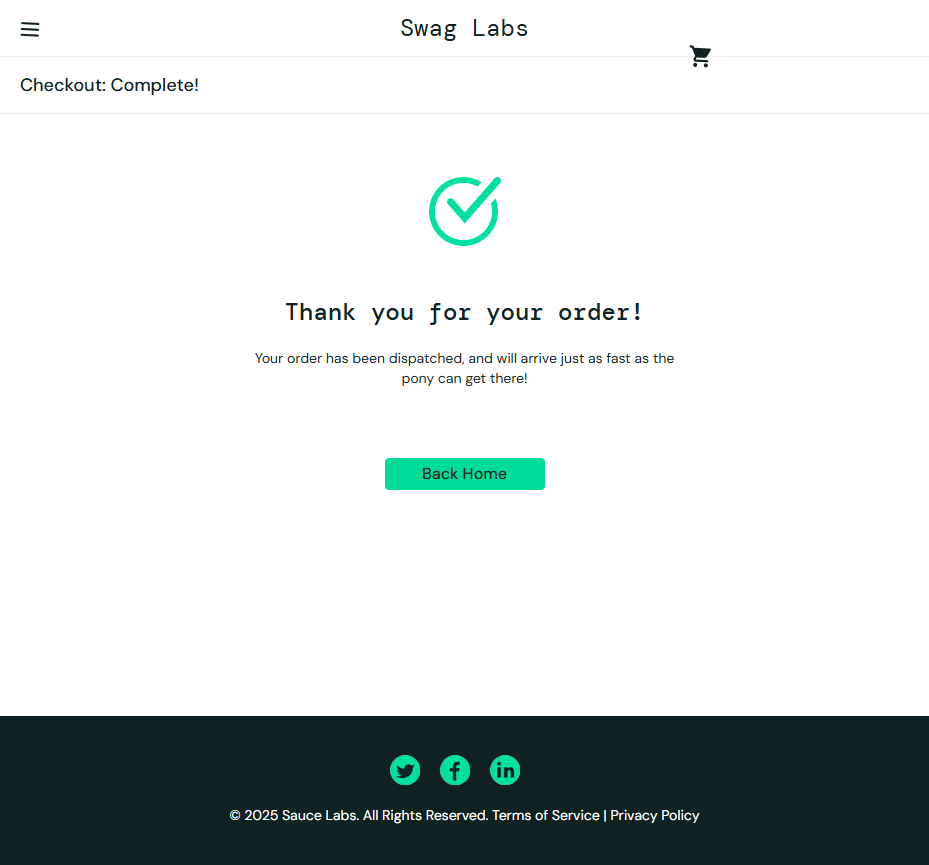 Swag Labs
Checkout: Complete!
Thank you for your order!
Your order has been dispatched, and will arrive just as fast as the
pony can get there!
Back Home
© 2025 Sauce Labs. All Rights Reserved. Terms of Service | Privacy Policy